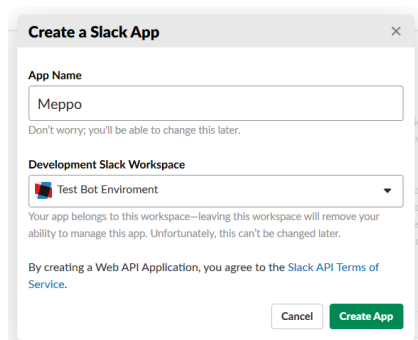 Create a Slack App
App Name
Meppo
Don't worry; you'll be able to change this later.
Development Slack Workspace
Test Bot Enviroment
Your app belongs to this workspace—leaving this workspace will remove your
ability to manage this app. Unfortunately, this can't be changed later.
By creating a Web API Application, you agree to the Slack API Terms of
Service.
Cancel Create App